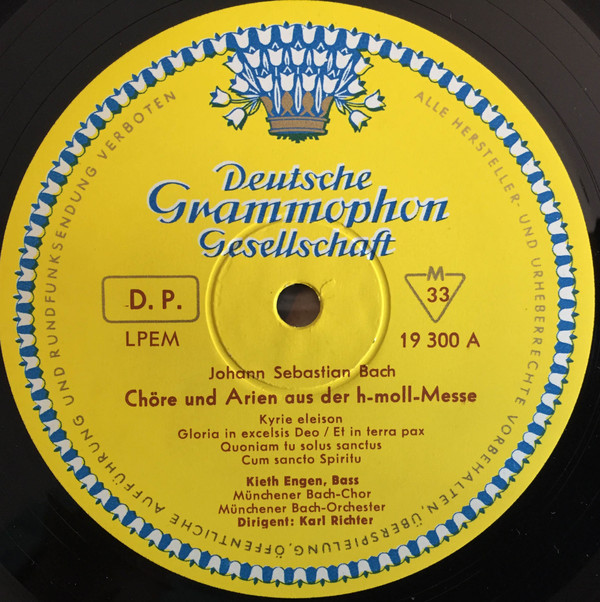 ALLE HERSTELLER- UND URHEBERRECHTE VORBEHALTEN. ÜBERSPIELUNG, ÖFFENTLICHE AUFFÜHRUNG UND RUNDFUNKSENDUNG VERBOTEN
Deutsche
Grammophon
Gesellschaft
D. P.
LPEM
M
33
19 300 A
Johann Sebastian Bach
Chöre und Arien aus der h-moll-Messe
Kyrie eleison
Gloria in excelsis Deo / Et in terra pax
Quoniam tu solus sanctus
Cum sancto Spiritu
Kieth Engen, Bass
Münchener Bach-Chor
Münchener Bach-Orchester
Dirigent: Karl Richter